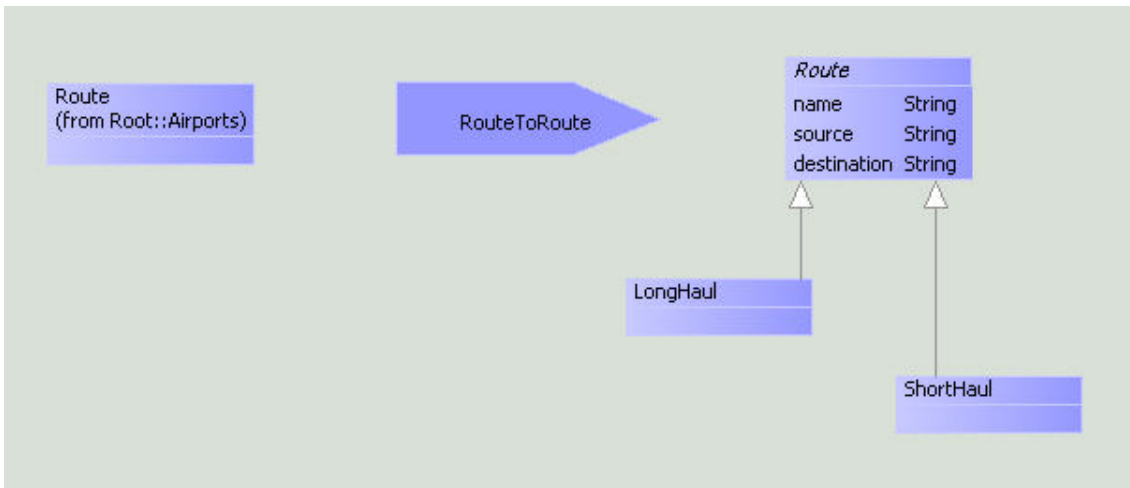 Route
(from Root::Airports)
RouteToRoute
Route
name String
source String
destination String
LongHaul
ShortHaul